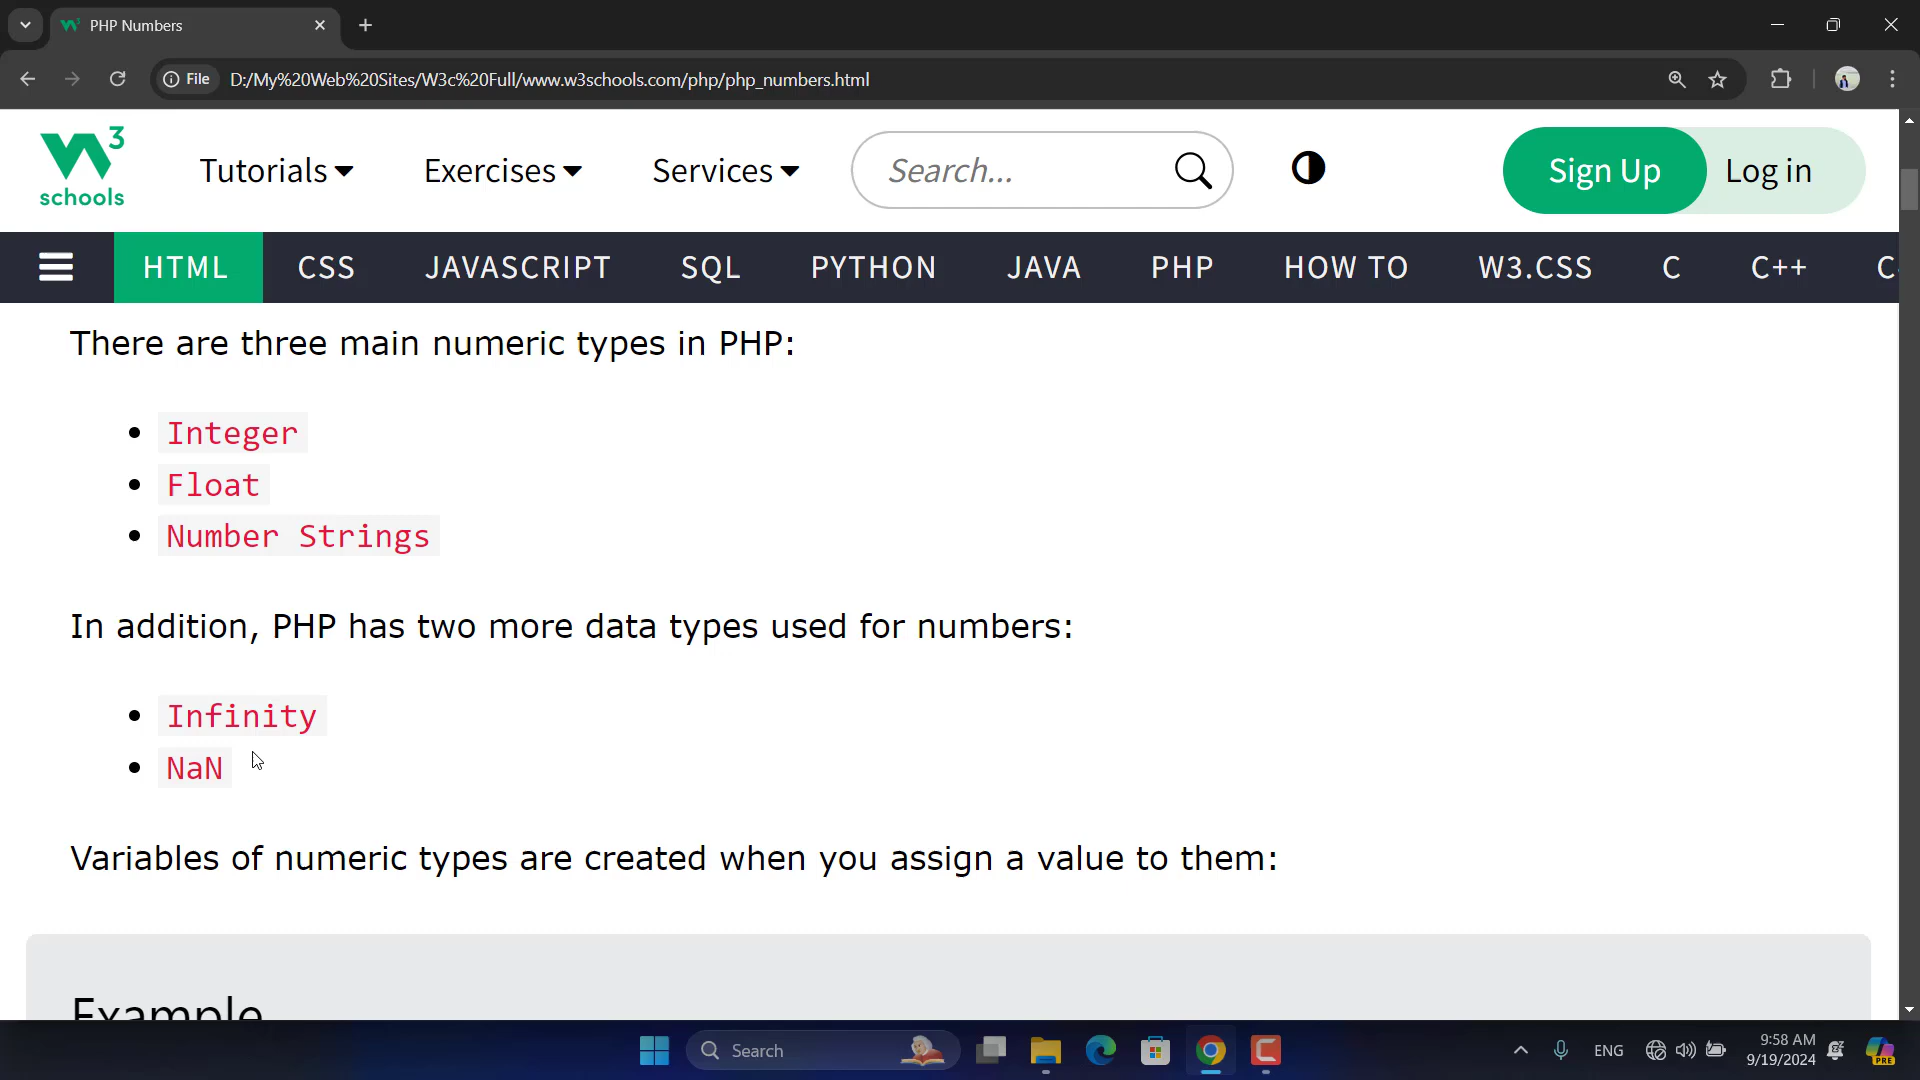 PHP Numbers
File D:/My%20Web%20Sites/W3c%20Full/www.w3schools.com/php/php_numbers.html
W3 schools
Tutorials Exercises Services Search... Sign Up Log in
HTML CSS JAVASCRIPT SQL PYTHON JAVA PHP HOW TO W3.CSS C C++
There are three main numeric types in PHP:
Integer
Float
Number Strings
In addition, PHP has two more data types used for numbers:
Infinity
NaN
Variables of numeric types are created when you assign a value to them:
Example
Search ENG 9:58 AM
9/19/2024
PRE